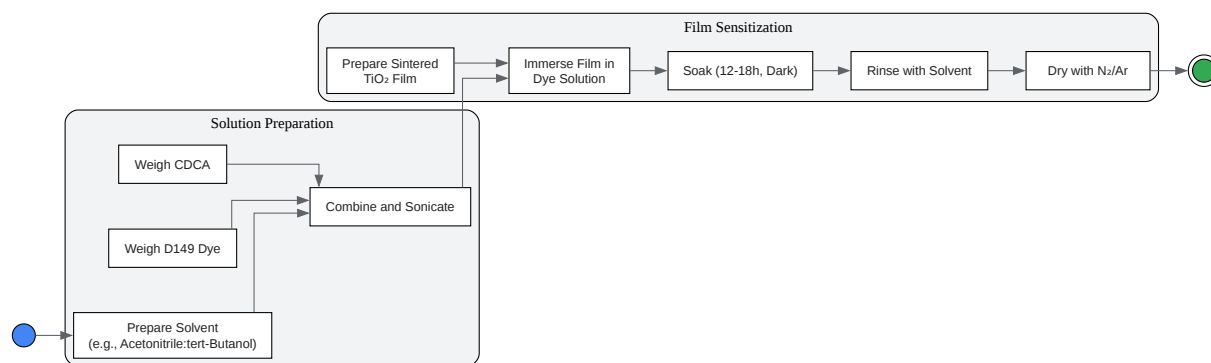 Film Sensitization
Prepare Sintered
TiO₂ Film
Immerse Film in
Dye Solution
Soak (12-18h, Dark)
Rinse with Solvent
Dry with N₂/Ar
Solution Preparation
Weigh CDCA
Combine and Sonicate
Weigh D149 Dye
Prepare Solvent
(e.g., Acetonitrile:tert-Butanol)